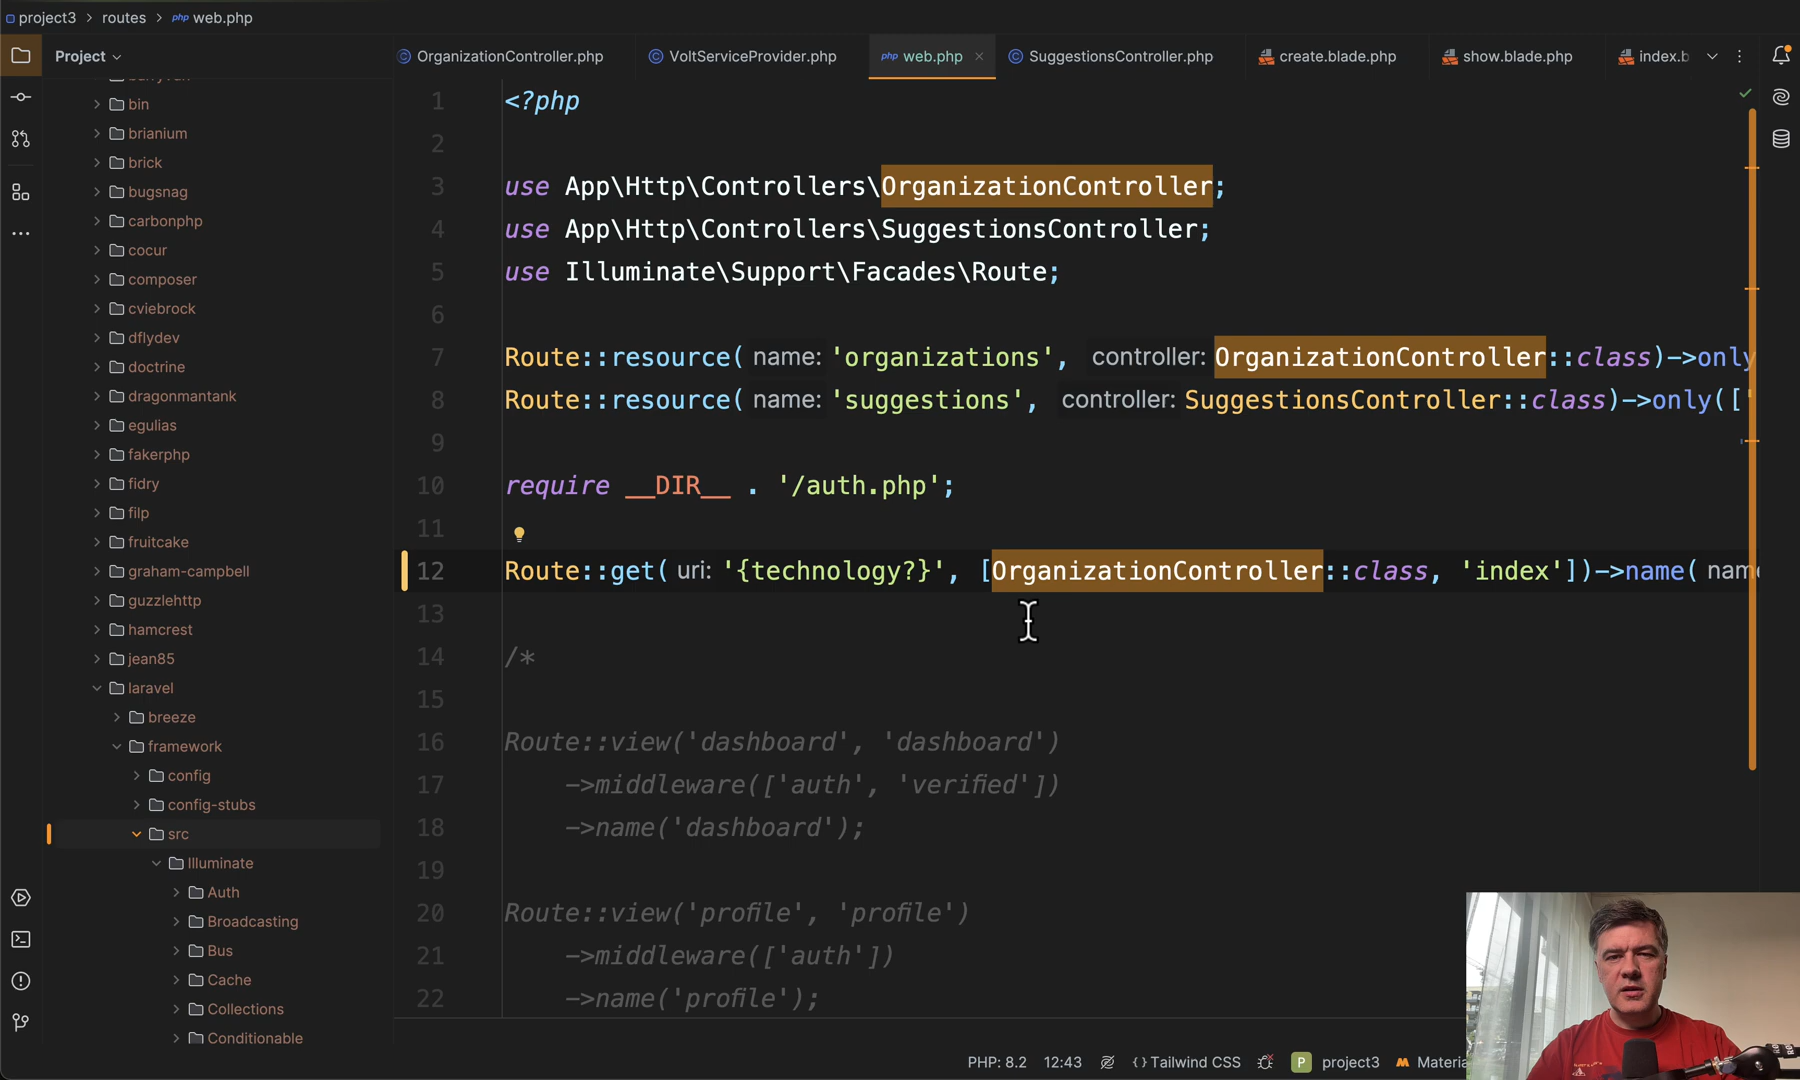 project3 > routes > php web.php
Project
OrganizationController.php
VoltServiceProvider.php
php web.php
SuggestionsController.php
create.blade.php
show.blade.php
index.b
bin
brianium
brick
bugsnag
carbonphp
cocur
composer
cviebrock
dflydev
doctrine
dragonmantank
egulias
fakerphp
fidry
filp
fruitcake
graham-campbell
guzzlehttp
hamcrest
jean85
laravel
breeze
framework
config
config-stubs
src
Illuminate
Auth
Broadcasting
Bus
Cache
Collections
Conditionable
1 <?php
2
3 use App\Http\Controllers\OrganizationController;
4 use App\Http\Controllers\SuggestionsController;
5 use Illuminate\Support\Facades\Route;
6
7 Route::resource( name: 'organizations', controller: OrganizationController::class)->only
8 Route::resource( name: 'suggestions', controller: SuggestionsController::class)->only(['
9
10 require __DIR__ . '/auth.php';
11
12 Route::get( uri: '{technology?}', [OrganizationController::class, 'index'])->name( name
13
14 /*
15
16 Route::view('dashboard', 'dashboard')
17 ->middleware(['auth', 'verified'])
18 ->name('dashboard');
19
20 Route::view('profile', 'profile')
21 ->middleware(['auth'])
22 ->name('profile');
PHP: 8.2 12:43 {} Tailwind CSS P project3 Materia